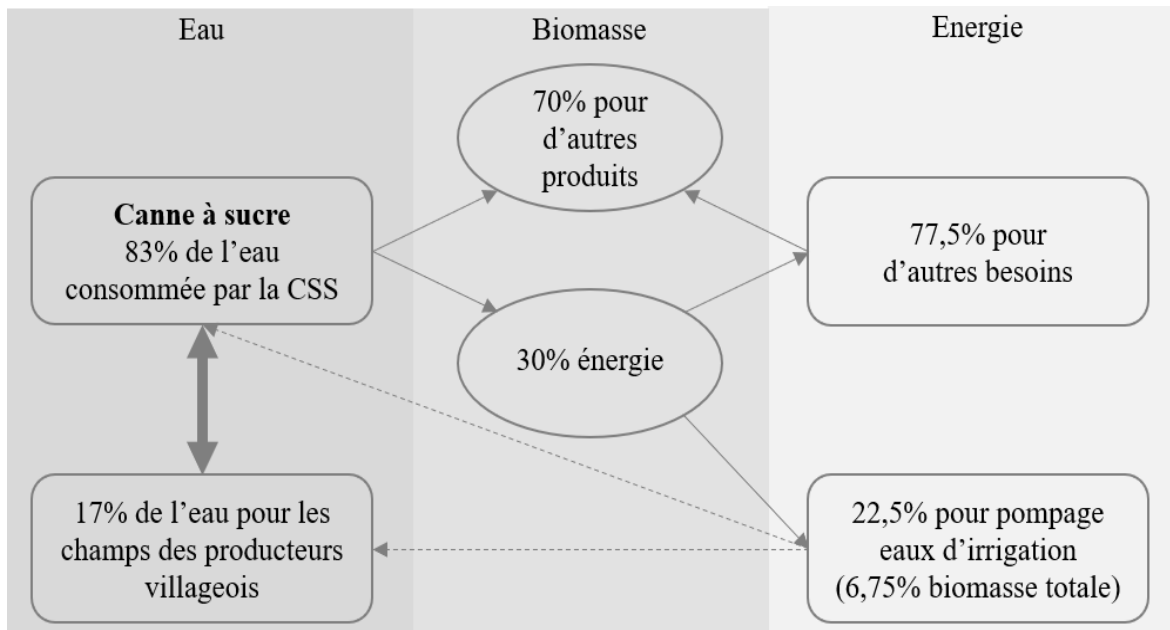 Eau
Biomasse
Energie
70% pour
d’autres
produits
Canne à sucre
83% de l’eau
consommée par la CSS
77,5% pour
d’autres besoins
30% énergie
17% de l’eau pour les
champs des producteurs
villageois
22,5% pour pompage
eaux d’irrigation
(6,75% biomasse totale)